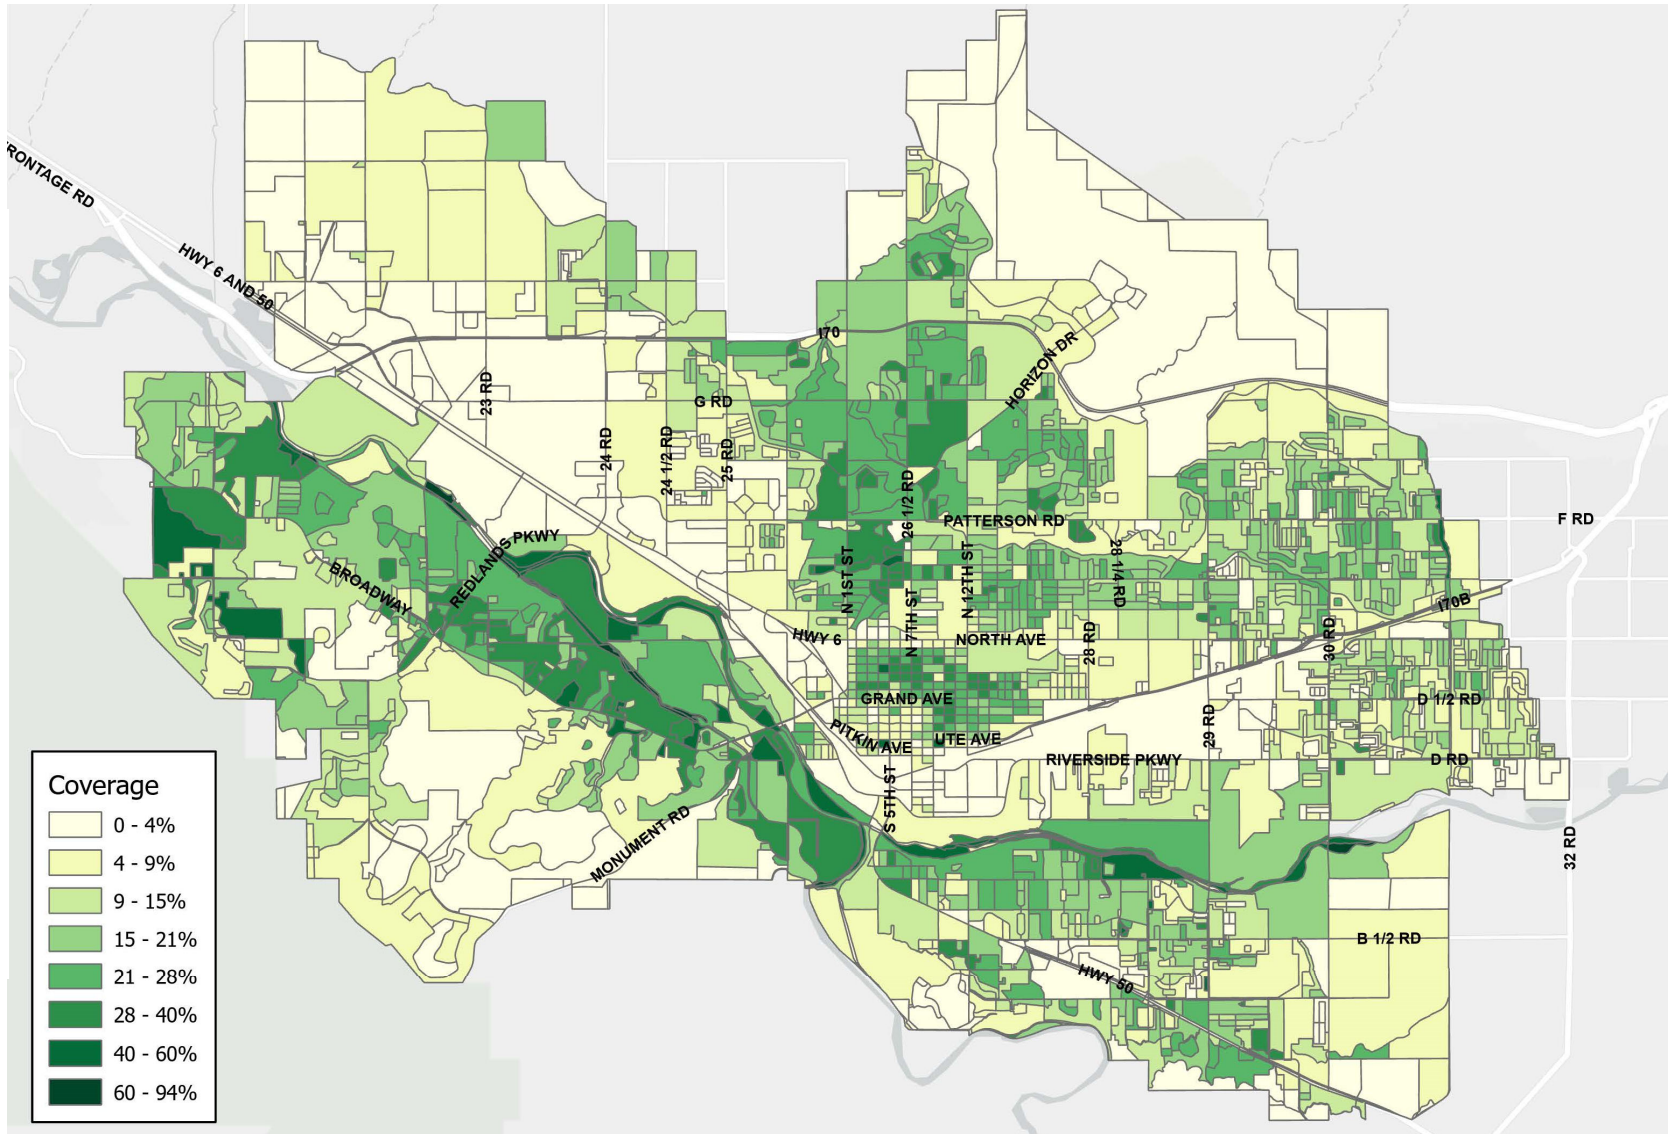 FRONTAGE RD
HWY 6 AND 50
I70
HORIZON DR
23 RD
G RD
24 RD
24 1/2 RD
25 RD
26 1/2 RD
PATTERSON RD
F RD
REDLANDS PKWY
BROADWAY
N 1ST ST
N 7TH ST
N 12TH ST
28 1/4 RD
I70B
HWY 6
NORTH AVE
28 RD
30 RD
GRAND AVE
D 1/2 RD
PITKIN AVE
UTE AVE
29 RD
RIVERSIDE PKWY
D RD
S 5TH ST
MONUMENT RD
32 RD
B 1/2 RD
HWY 50
Coverage
0 - 4%
4 - 9%
9 - 15%
15 - 21%
21 - 28%
28 - 40%
40 - 60%
60 - 94%